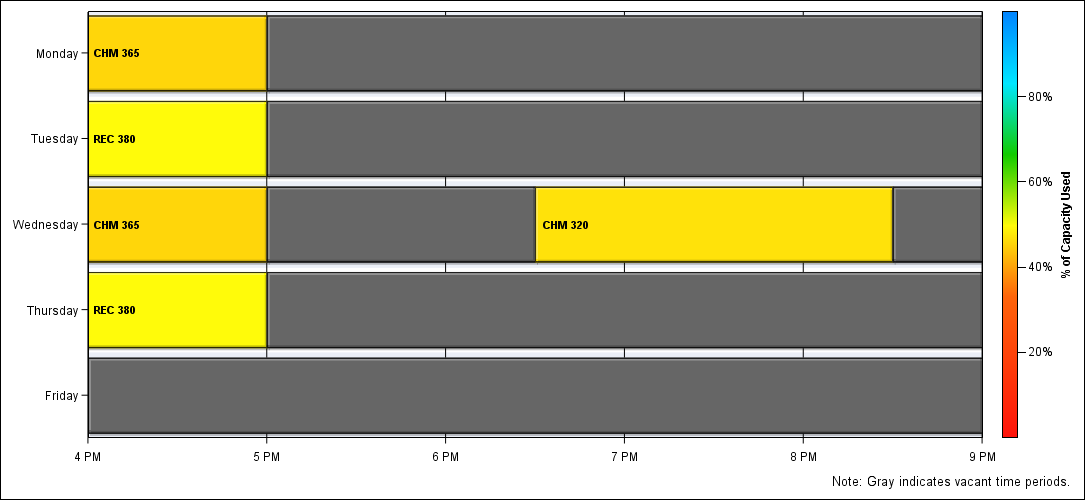 Monday
CHM 365
Tuesday
REC 380
Wednesday
CHM 365
CHM 320
Thursday
REC 380
Friday
4 PM
5 PM
6 PM
7 PM
8 PM
9 PM
80%
60%
40%
20%
% of Capacity Used
Note: Gray indicates vacant time periods.